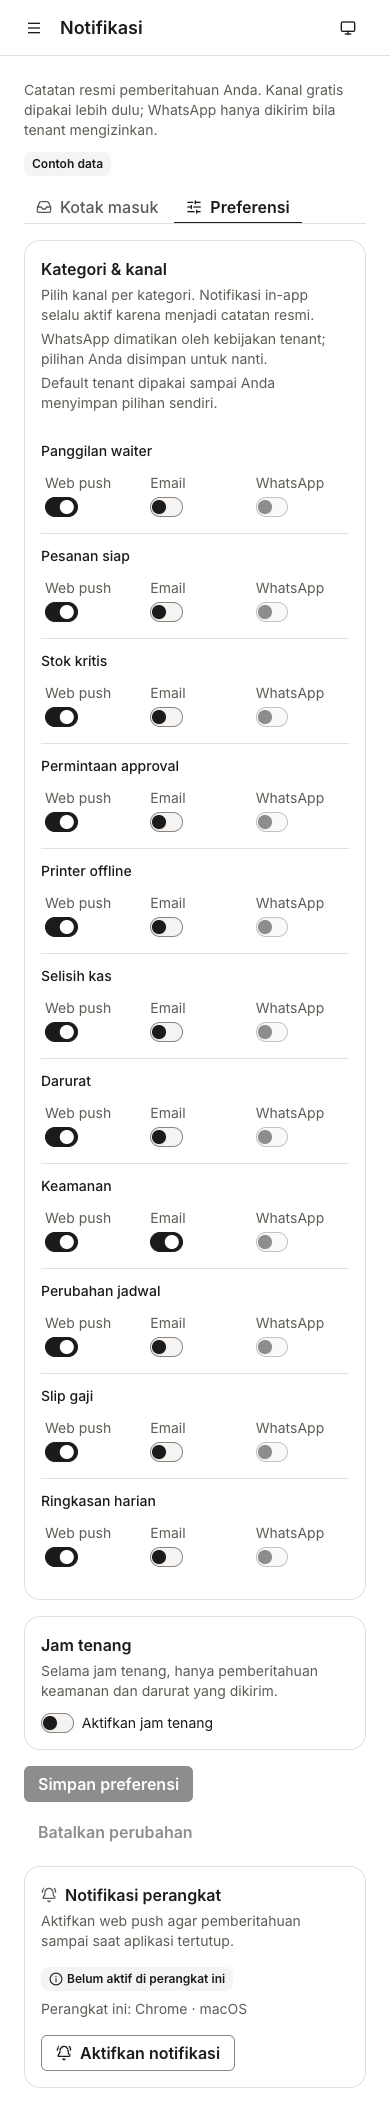 Notifikasi
Catatan resmi pemberitahuan Anda. Kanal gratis
dipakai lebih dulu; WhatsApp hanya dikirim bila
tenant mengizinkan.
Contoh data
Kotak masuk Preferensi
Kategori & kanal
Pilih kanal per kategori. Notifikasi in-app
selalu aktif karena menjadi catatan resmi.
WhatsApp dimatikan oleh kebijakan tenant;
pilihan Anda disimpan untuk nanti.
Default tenant dipakai sampai Anda
menyimpan pilihan sendiri.
Panggilan waiter
Web push Email WhatsApp
Pesanan siap
Web push Email WhatsApp
Stok kritis
Web push Email WhatsApp
Permintaan approval
Web push Email WhatsApp
Printer offline
Web push Email WhatsApp
Selisih kas
Web push Email WhatsApp
Darurat
Web push Email WhatsApp
Keamanan
Web push Email WhatsApp
Perubahan jadwal
Web push Email WhatsApp
Slip gaji
Web push Email WhatsApp
Ringkasan harian
Web push Email WhatsApp
Jam tenang
Selama jam tenang, hanya pemberitahuan
keamanan dan darurat yang dikirim.
Aktifkan jam tenang
Simpan preferensi
Batalkan perubahan
Notifikasi perangkat
Aktifkan web push agar pemberitahuan
sampai saat aplikasi tertutup.
Belum aktif di perangkat ini
Perangkat ini: Chrome · macOS
Aktifkan notifikasi